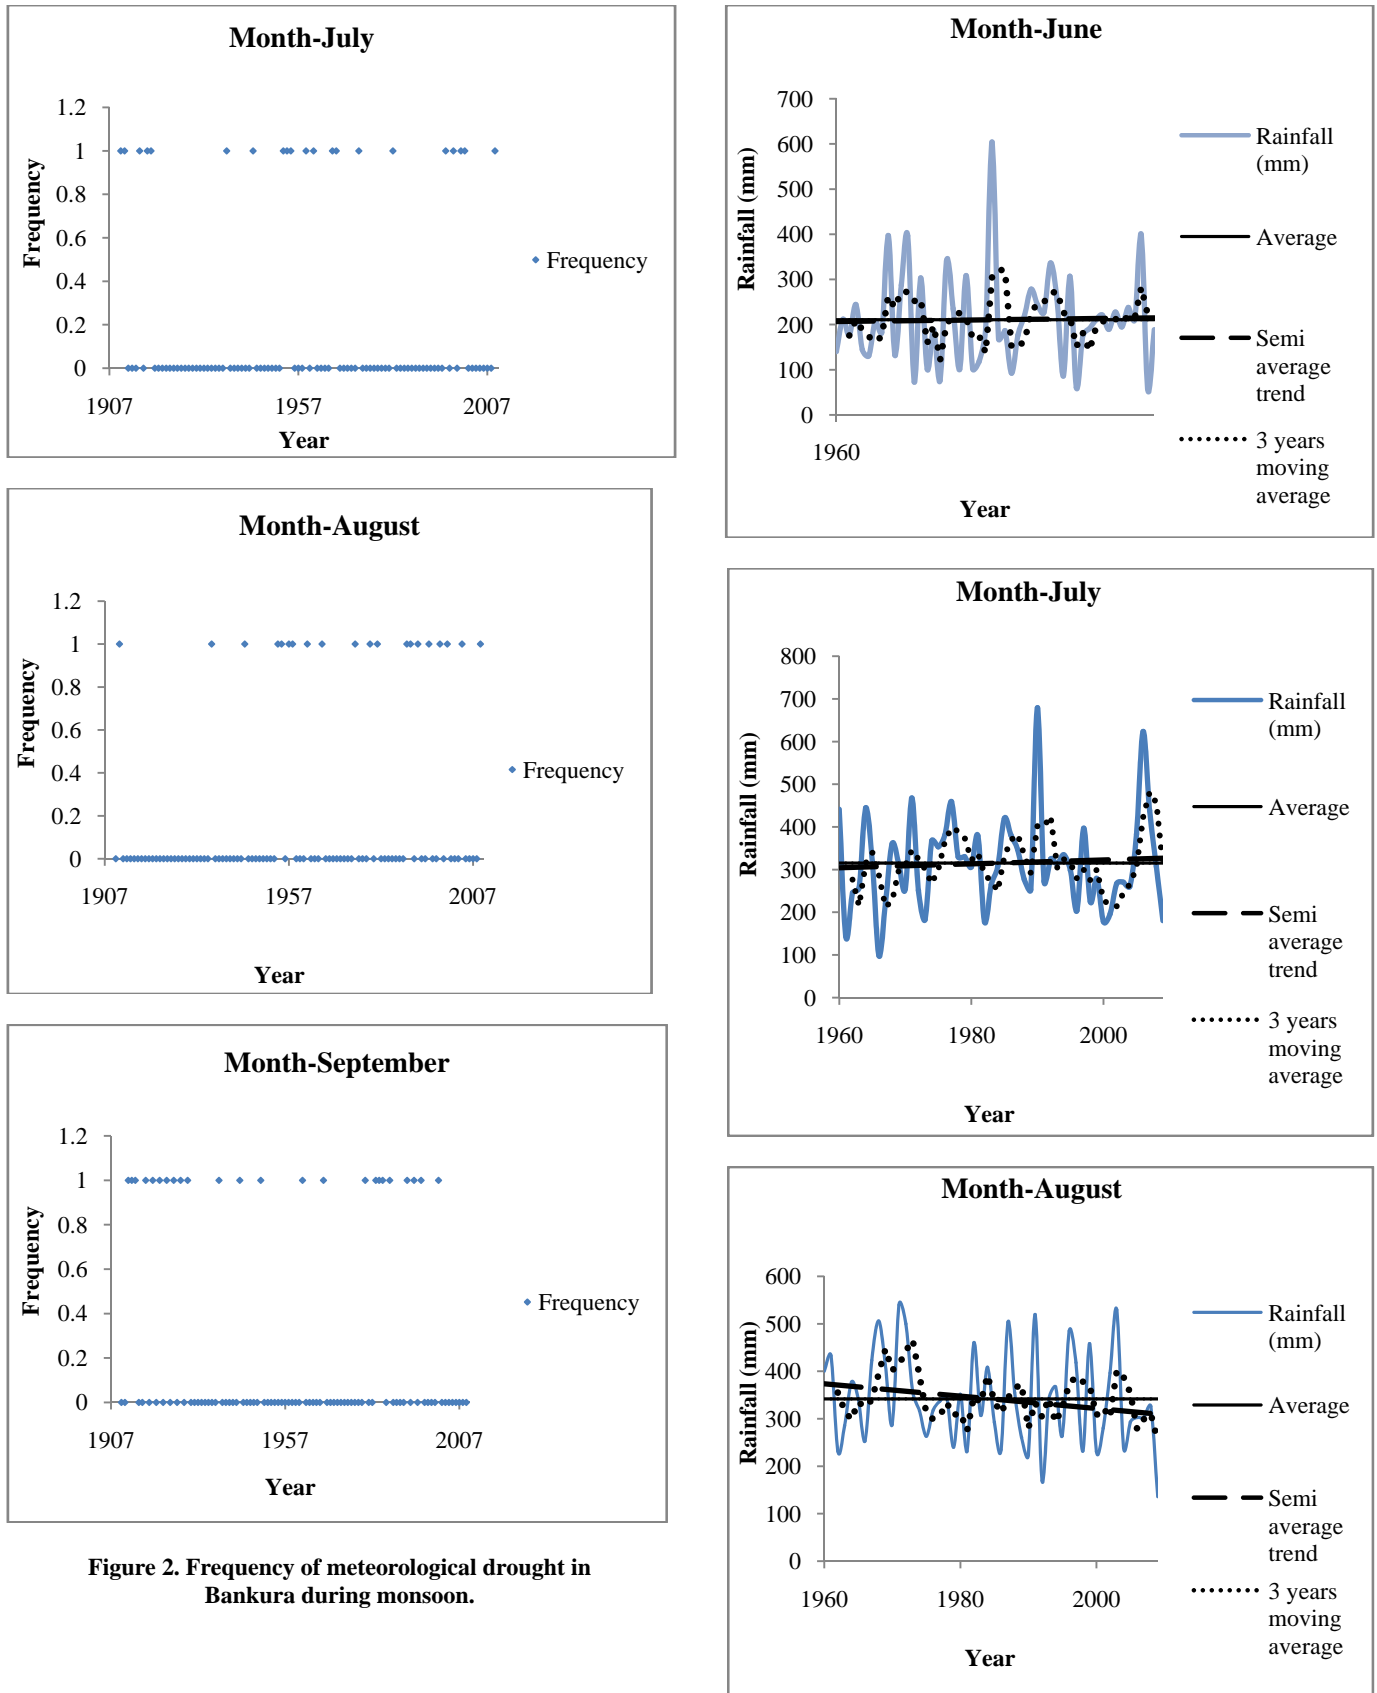 Month-July
1.2
1
0.8
0.6
0.4
0.2
0
Frequency
1907
1957
2007
Year
Frequency
Month-August
1.2
1
0.8
0.6
0.4
0.2
0
Frequency
1907
1957
2007
Year
Frequency
Month-September
1.2
1
0.8
0.6
0.4
0.2
0
Frequency
1907
1957
2007
Year
Frequency
Figure 2. Frequency of meteorological drought in
Bankura during monsoon.
Month-June
700
600
500
400
300
200
100
0
Rainfall (mm)
1960
Year
Rainfall
(mm)
Average
Semi
average
trend
3 years
moving
average
Month-July
800
700
600
500
400
300
200
100
0
Rainfall (mm)
1960
1980
2000
Year
Rainfall
(mm)
Average
Semi
average
trend
3 years
moving
average
Month-August
600
500
400
300
200
100
0
Rainfall (mm)
1960
1980
2000
Year
Rainfall
(mm)
Average
Semi
average
trend
3 years
moving
average